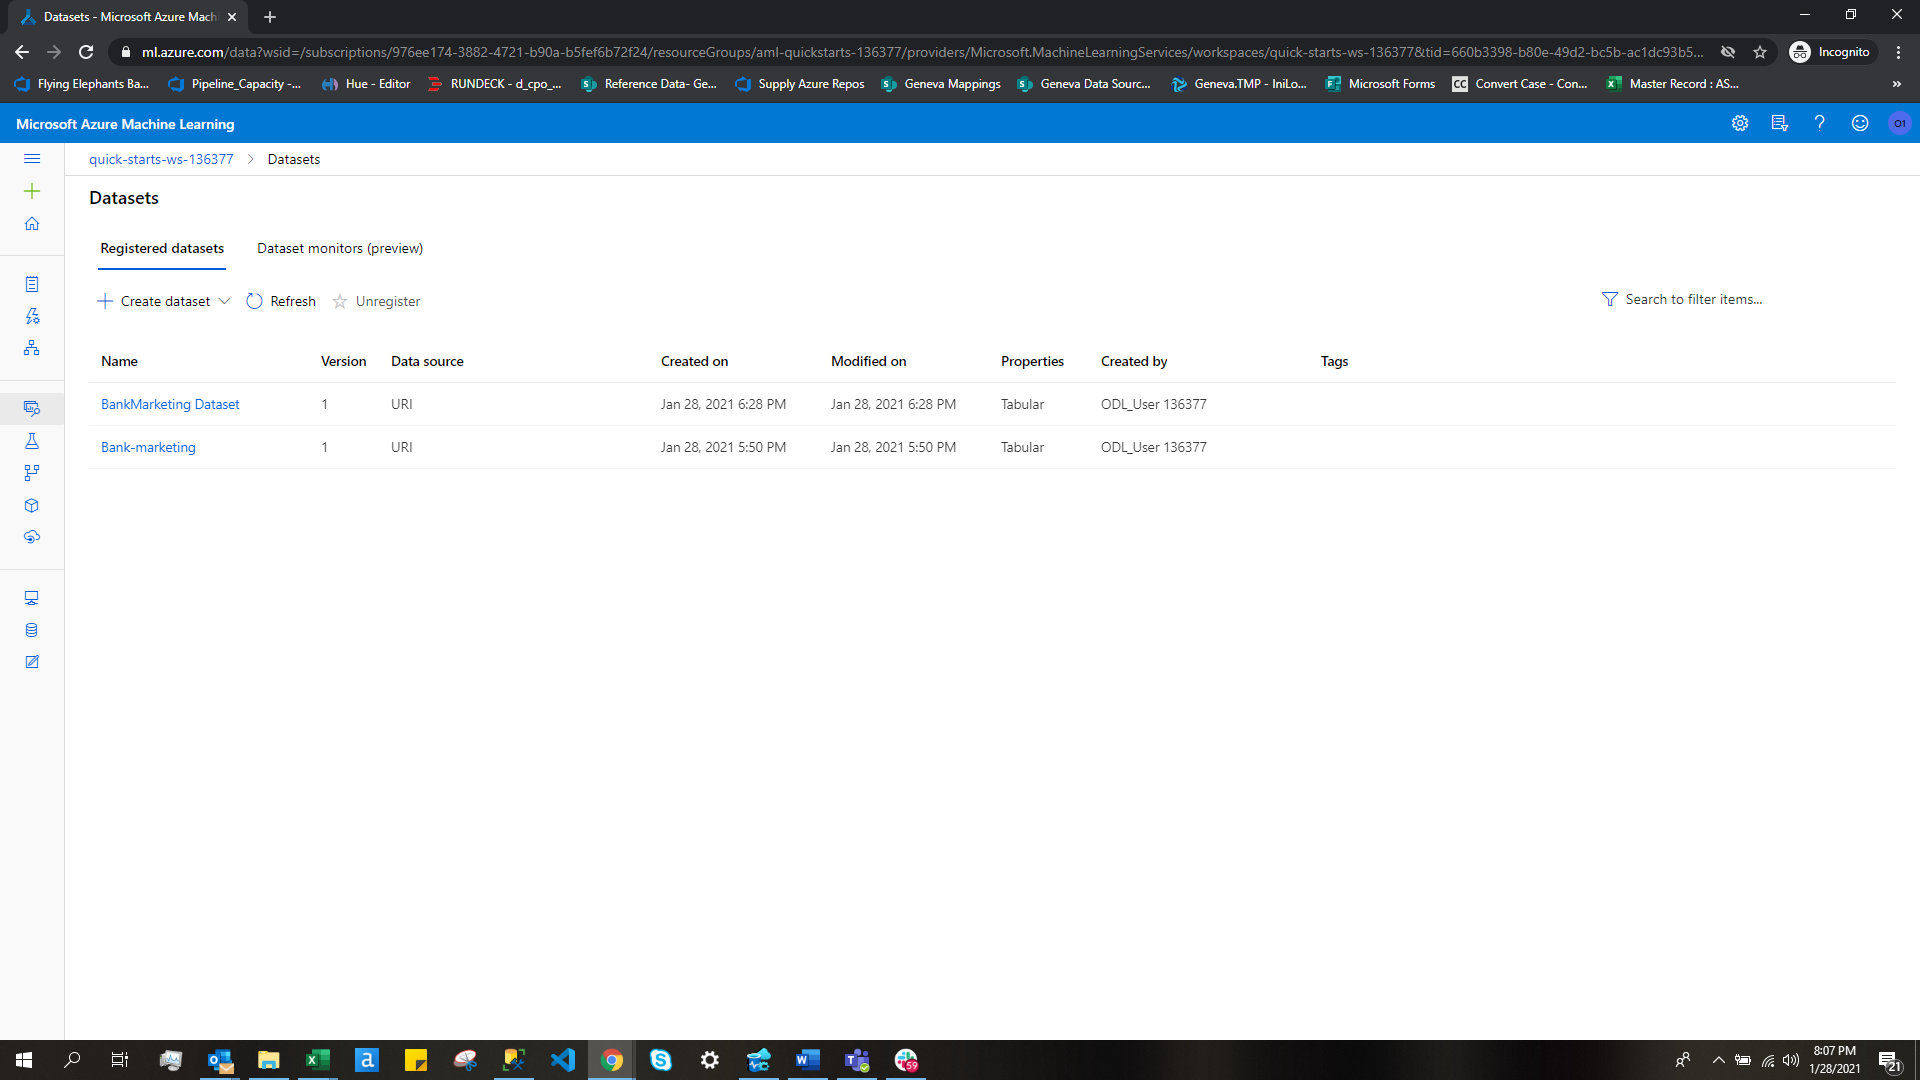 Datasets - Microsoft Azure Mach
ml.azure.com/data?wsid=/subscriptions/976ee174-3882-4721-b90a-b5fef6b72f24/resourceGroups/aml-quickstarts-136377/providers/Microsoft.MachineLearningServices/workspaces/quick-starts-ws-136377&tid=660b3398-b80e-49d2-bc5b-ac1dc93b5... Incognito
Flying Elephants Ba... Pipeline_Capacity -... Hue - Editor RUNDECK - d_cpo_... Reference Data- Ge... Supply Azure Repos Geneva Mappings Geneva Data Sourc... Geneva.TMP - IniLo... Microsoft Forms CC Convert Case - Con... Master Record : AS... »
Microsoft Azure Machine Learning O1
quick-starts-ws-136377 > Datasets
Datasets
Registered datasets Dataset monitors (preview)
Create dataset Refresh Unregister Search to filter items...
Name Version Data source Created on Modified on Properties Created by Tags
BankMarketing Dataset 1 URI Jan 28, 2021 6:28 PM Jan 28, 2021 6:28 PM Tabular ODL_User 136377
Bank-marketing 1 URI Jan 28, 2021 5:50 PM Jan 28, 2021 5:50 PM Tabular ODL_User 136377
8:07 PM
1/28/2021
59
21